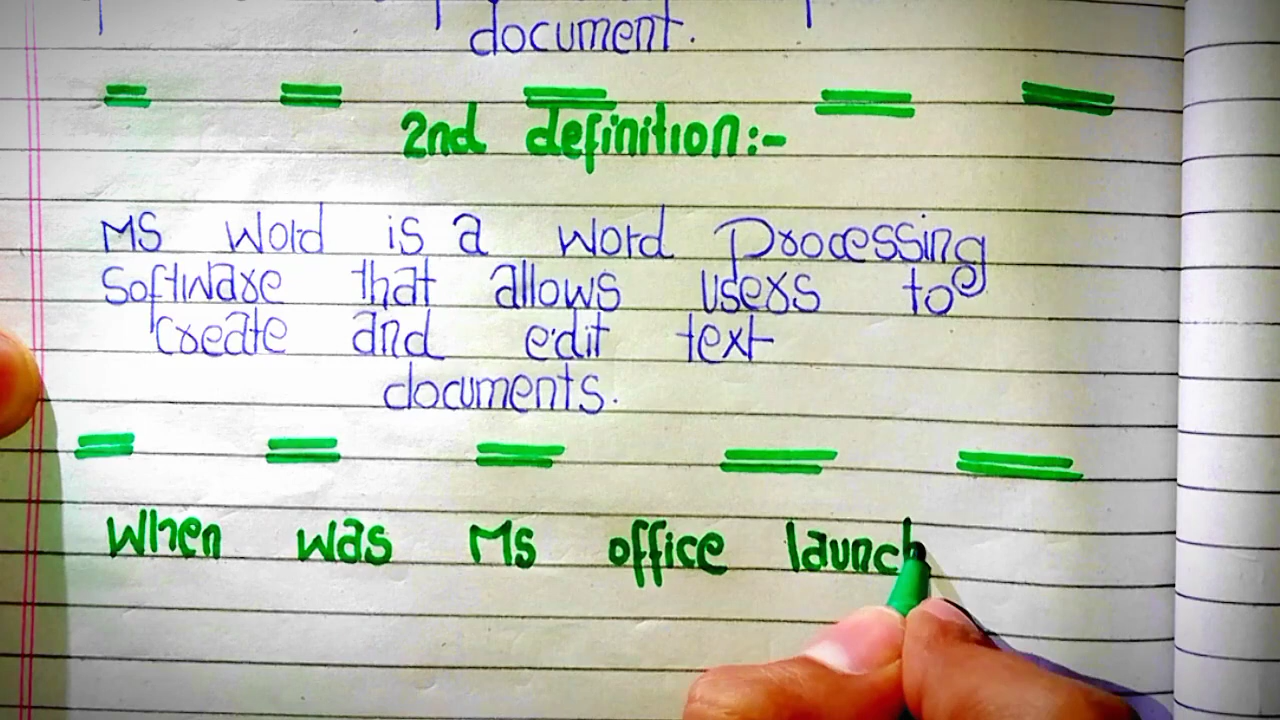 document.
2nd definition:-
MS Word is a word Processing
Software that allows users to
create and edit text
documents.
When was Ms office launch